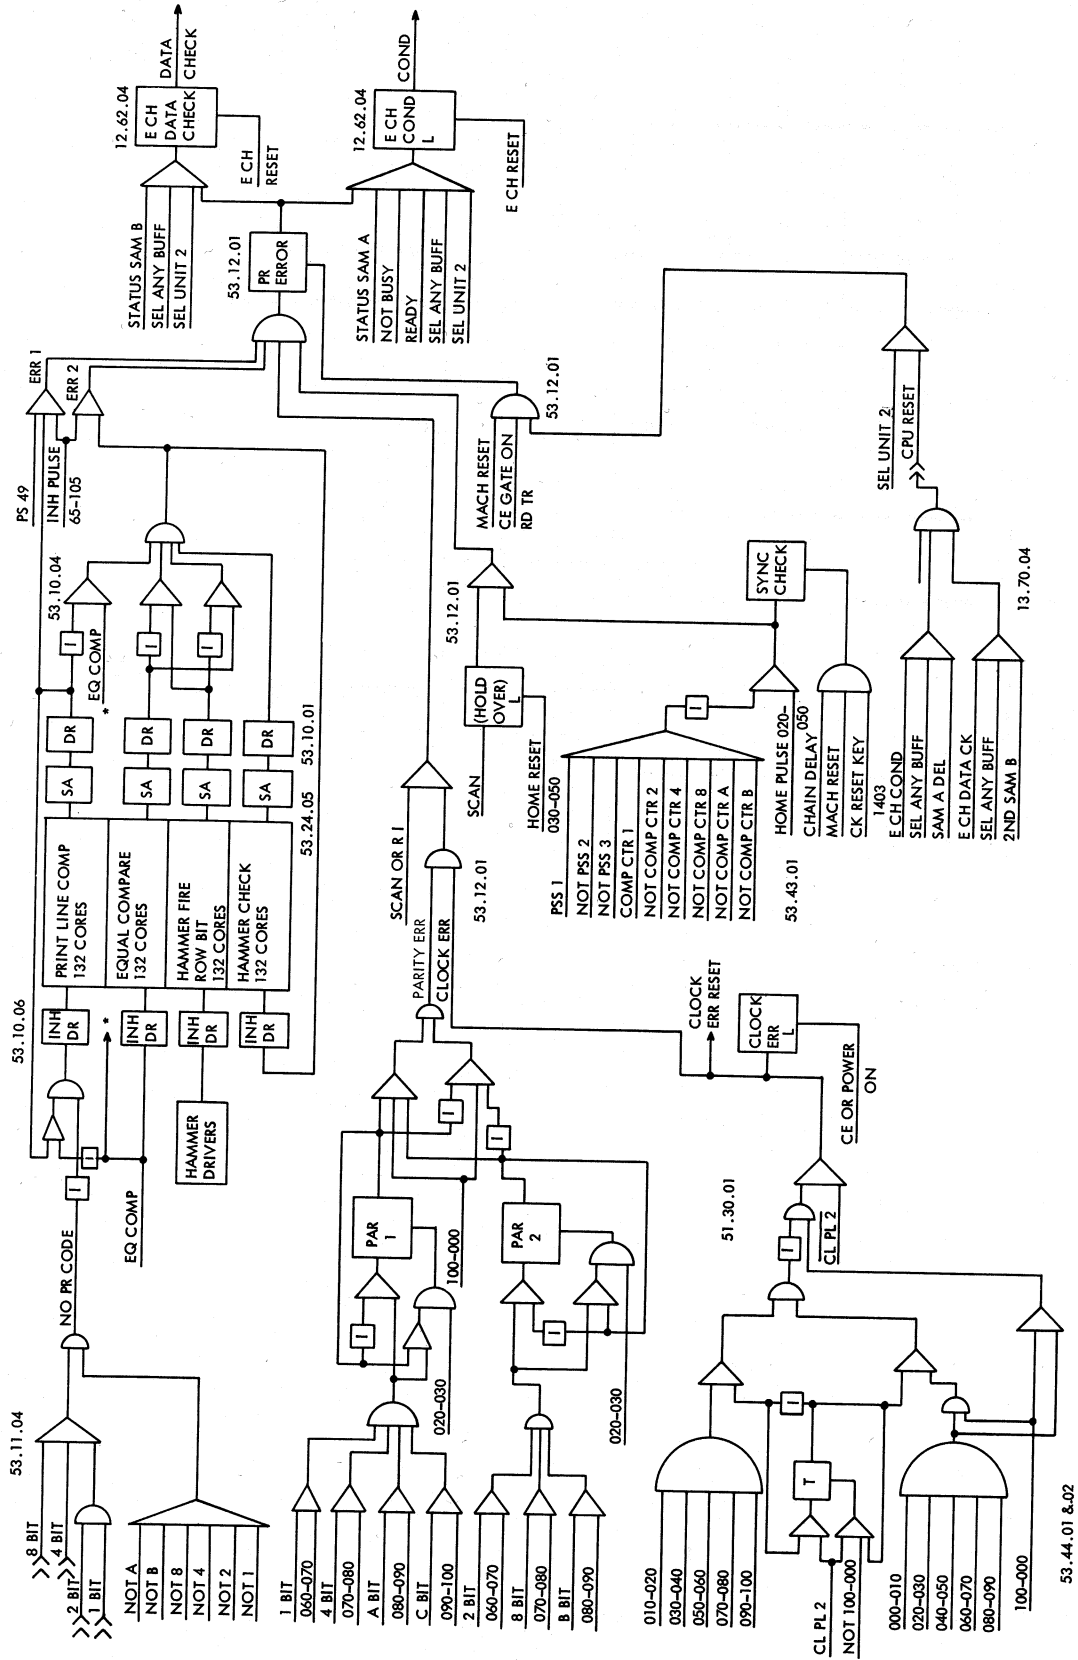 53.11.04
8 BIT
4 BIT
2 BIT
1 BIT
NOT A
NOT B
NOT 8
NOT 4
NOT 2
NOT 1
NO PR CODE
I
I
EQ COMP
*
53.10.06
INH
DR
INH
DR
INH
DR
INH
DR
HAMMER
DRIVERS
PRINT LINE COMP
132 CORES
EQUAL COMPARE
132 CORES
HAMMER FIRE
ROW BIT
132 CORES
HAMMER CHECK
132 CORES
53.24.05
SA
SA
SA
SA
DR
DR
DR
DR
53.10.01
*
EQ COMP
I
I
I
53.10.04
PS 49
INH PULSE
65-105
ERR 1
ERR 2
53.12.01
PR
ERROR
STATUS SAM B
SEL ANY BUFF
SEL UNIT 2
12.62.04
E CH
DATA
CHECK
DATA
CHECK
E CH
RESET
STATUS SAM A
NOT BUSY
READY
SEL ANY BUFF
SEL UNIT 2
12.62.04
E CH
COND
L
COND
E CH RESET
1 BIT
060-070
4 BIT
070-080
A BIT
080-090
C BIT
090-100
2 BIT
060-070
8 BIT
070-080
B BIT
080-090
I
020-030
PAR
1
I
100-000
I
020-030
PAR
2
I
PARITY ERR
CLOCK ERR
53.12.01
SCAN OR R I
SCAN
(HOLD
OVER)
L
HOME RESET
030-050
53.12.01
MACH RESET
CE GATE ON
RD TR
53.12.01
PSS 1
NOT PSS 2
NOT PSS 3
COMP CTR 1
NOT COMP CTR 2
NOT COMP CTR 4
NOT COMP CTR 8
NOT COMP CTR A
NOT COMP CTR B
53.43.01
I
HOME PULSE 020-
050
SYNC
CHECK
CHAIN DELAY
MACH RESET
CK RESET KEY
1403
E CH COND
SEL ANY BUFF
SAM A DEL
E CH DATA CK
SEL ANY BUFF
2ND SAM B
13.70.04
SEL UNIT 2
CPU RESET
010-020
030-040
050-060
070-080
090-100
CL PL 2
NOT 100-000
T
I
000-010
020-030
040-050
060-070
080-090
100-000
53.44.01 &.02
51.30.01
I
CL PL 2
CLOCK
ERR RESET
CLOCK
ERR
L
CE OR POWER
ON